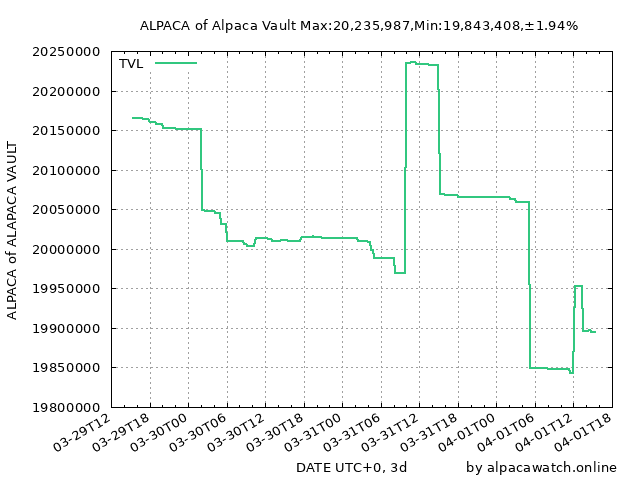 ALPACA of Alpaca Vault Max:20,235,987,Min:19,843,408,±1.94%
TVL
20250000
20200000
20150000
20100000
20050000
20000000
19950000
19900000
19850000
19800000
ALPACA of ALAPACA VAULT
03-29T12
03-29T18
03-30T00
03-30T06
03-30T12
03-30T18
03-31T00
03-31T06
03-31T12
03-31T18
04-01T00
04-01T06
04-01T12
04-01T18
DATE UTC+0, 3d
by alpacawatch.online